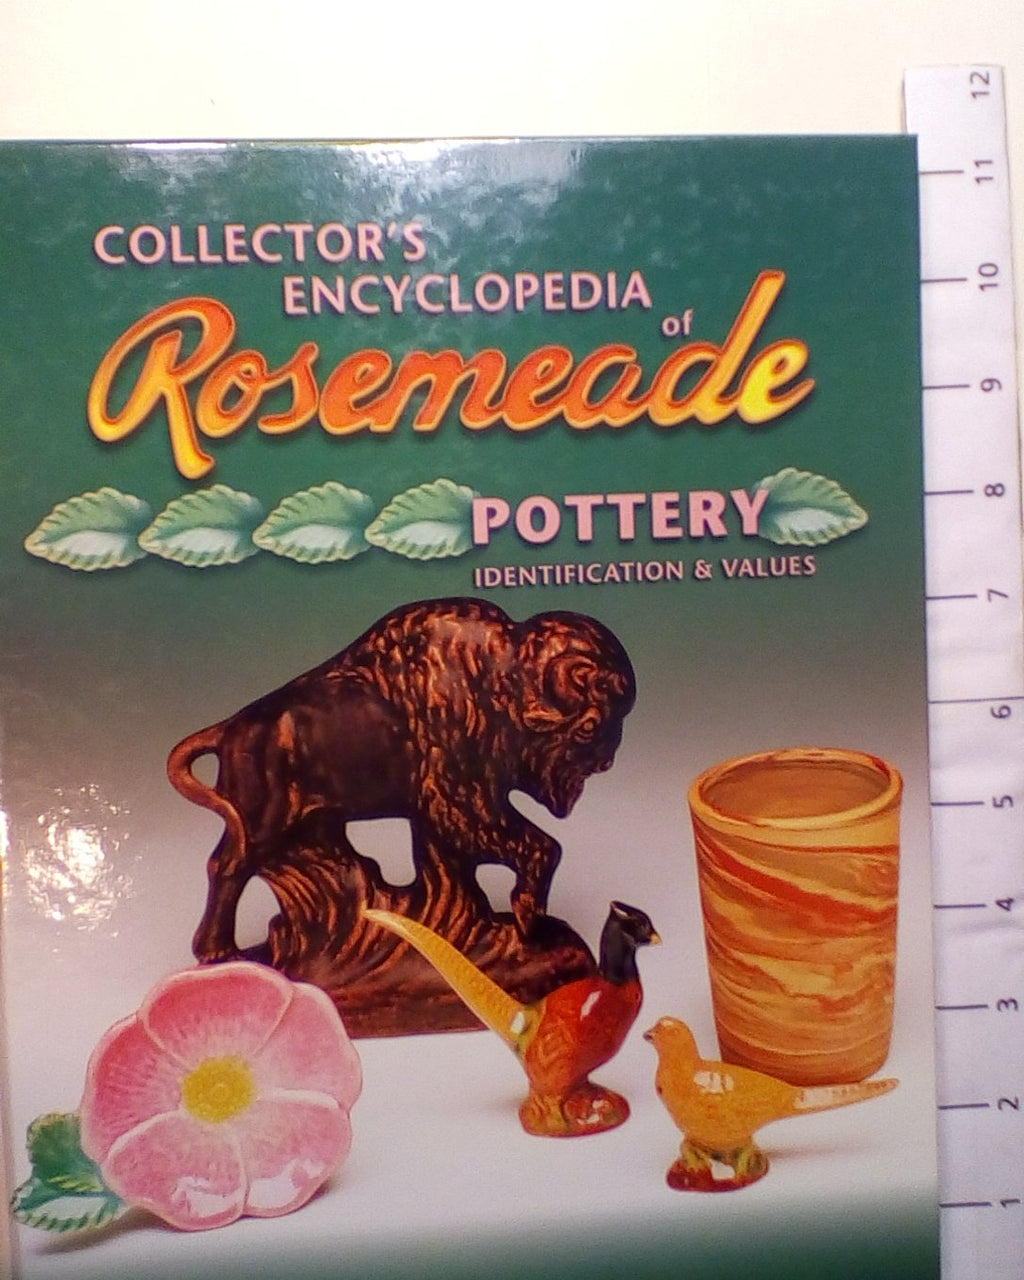 COLLECTOR'S
ENCYCLOPEDIA
of
Rosemeade
POTTERY
IDENTIFICATION & VALUES
12
11
10
9
8
7
6
5
4
3
2
1